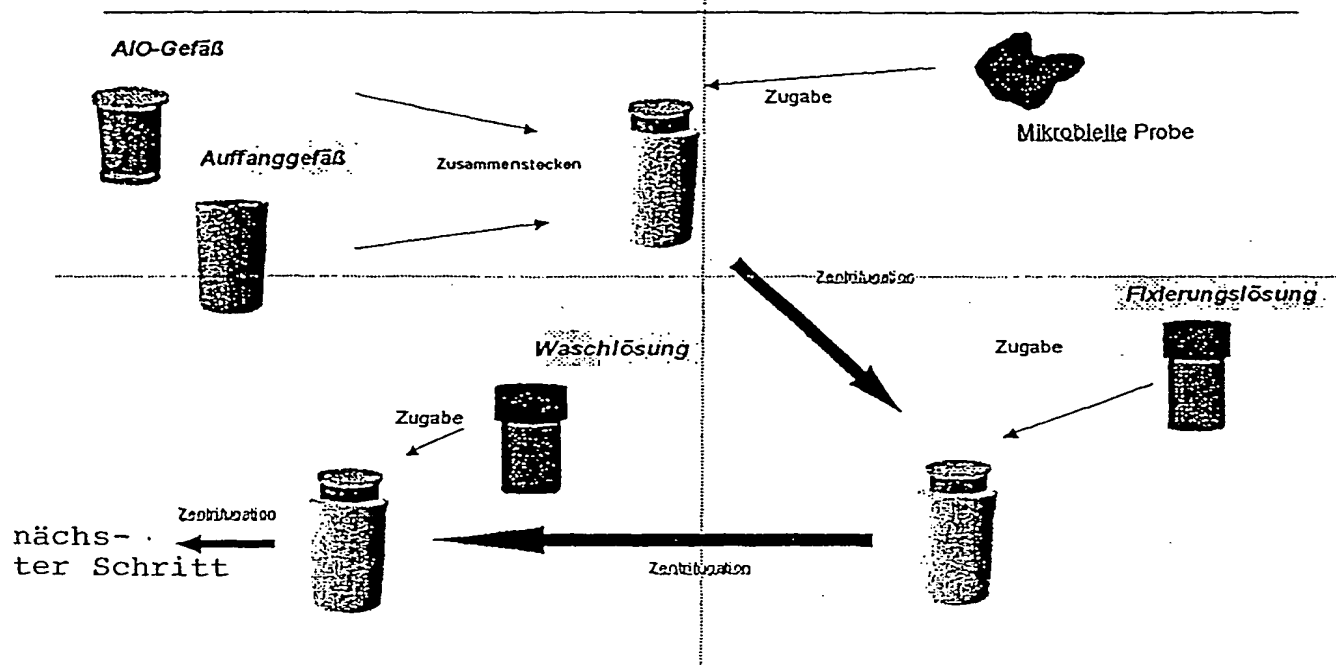 AIO-Gefäß
Zugabe
Mikrobielle Probe
Auffanggefäß
Zusammenstecken
Zentrifugation
Fixierungslösung
Waschlösung
Zugabe
Zugabe
Zentrifugation
nächs-
ter Schritt
Zentrifugation